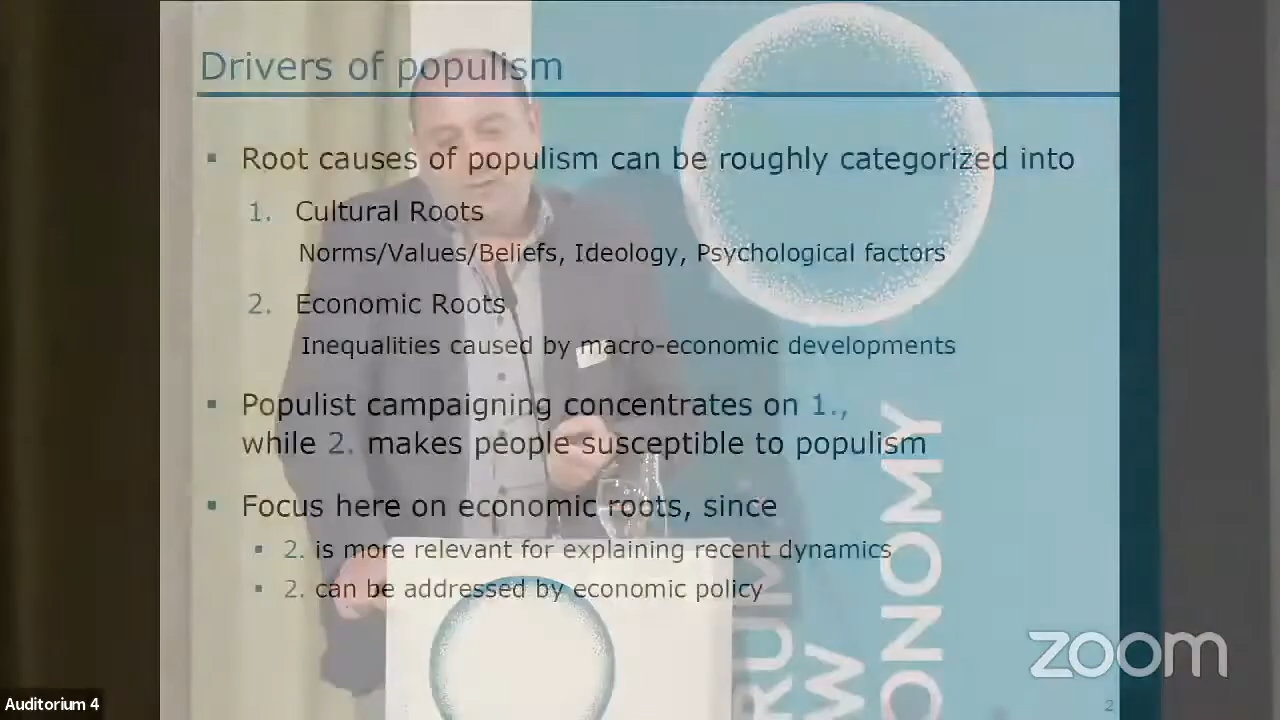 Drivers of populism
▪ Root causes of populism can be roughly categorized into
1. Cultural Roots
Norms/Values/Beliefs, Ideology, Psychological factors
2. Economic Roots
Inequalities caused by macro-economic developments
▪ Populist campaigning concentrates on 1.,
while 2. makes people susceptible to populism
▪ Focus here on economic roots, since
▪ 2. is more relevant for explaining recent dynamics
▪ 2. can be addressed by economic policy
RUM
W
ONOMY
zoom
Auditorium 4
2